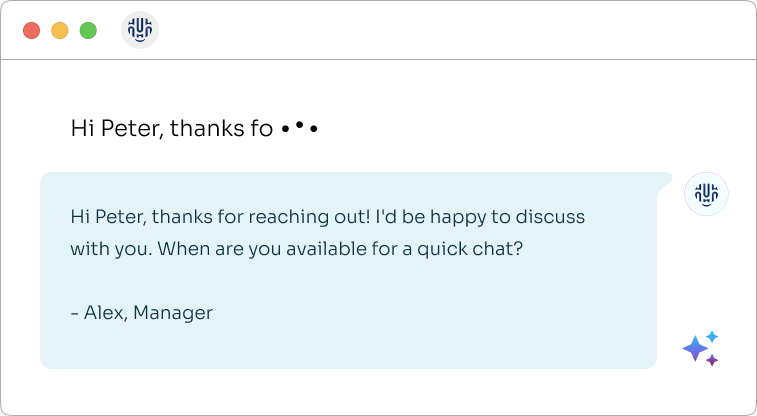 Hi Peter, thanks fo •••
Hi Peter, thanks for reaching out! I'd be happy to discuss
with you. When are you available for a quick chat?
- Alex, Manager